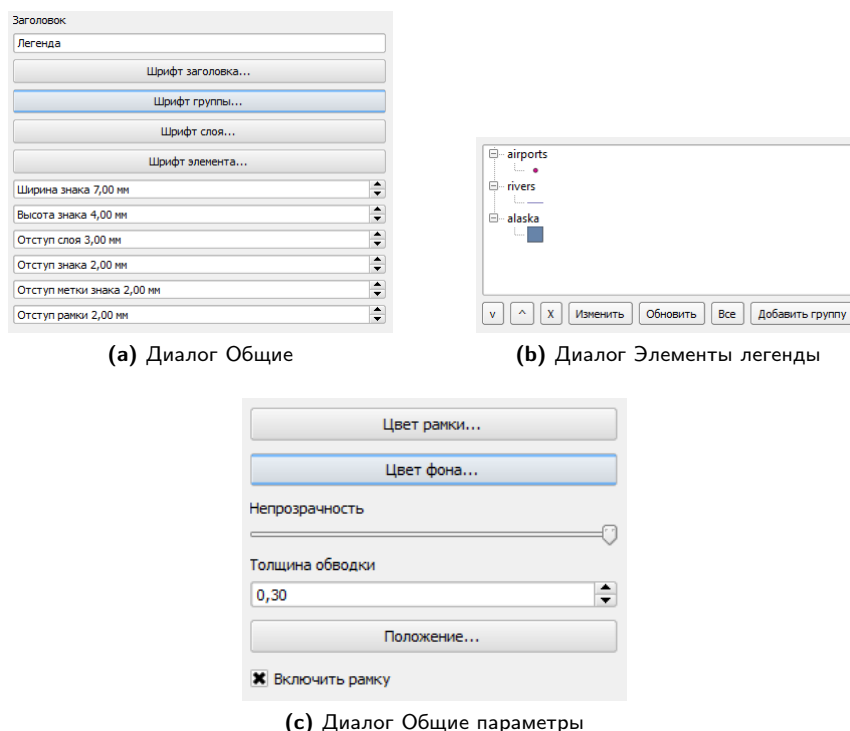 Заголовок
Легенда
Шрифт заголовка...
Шрифт группы...
Шрифт слоя...
Шрифт элемента...
Ширина знака 7,00 мм
Высота знака 4,00 мм
Отступ слоя 3,00 мм
Отступ знака 2,00 мм
Отступ метки знака 2,00 мм
Отступ рамки 2,00 мм
(a) Диалог Общие
airports
rivers
alaska
v ^ X Изменить Обновить Все Добавить группу
(b) Диалог Элементы легенды
Цвет рамки...
Цвет фона...
Непрозрачность
Толщина обводки
0,30
Положение...
Включить рамку
(c) Диалог Общие параметры